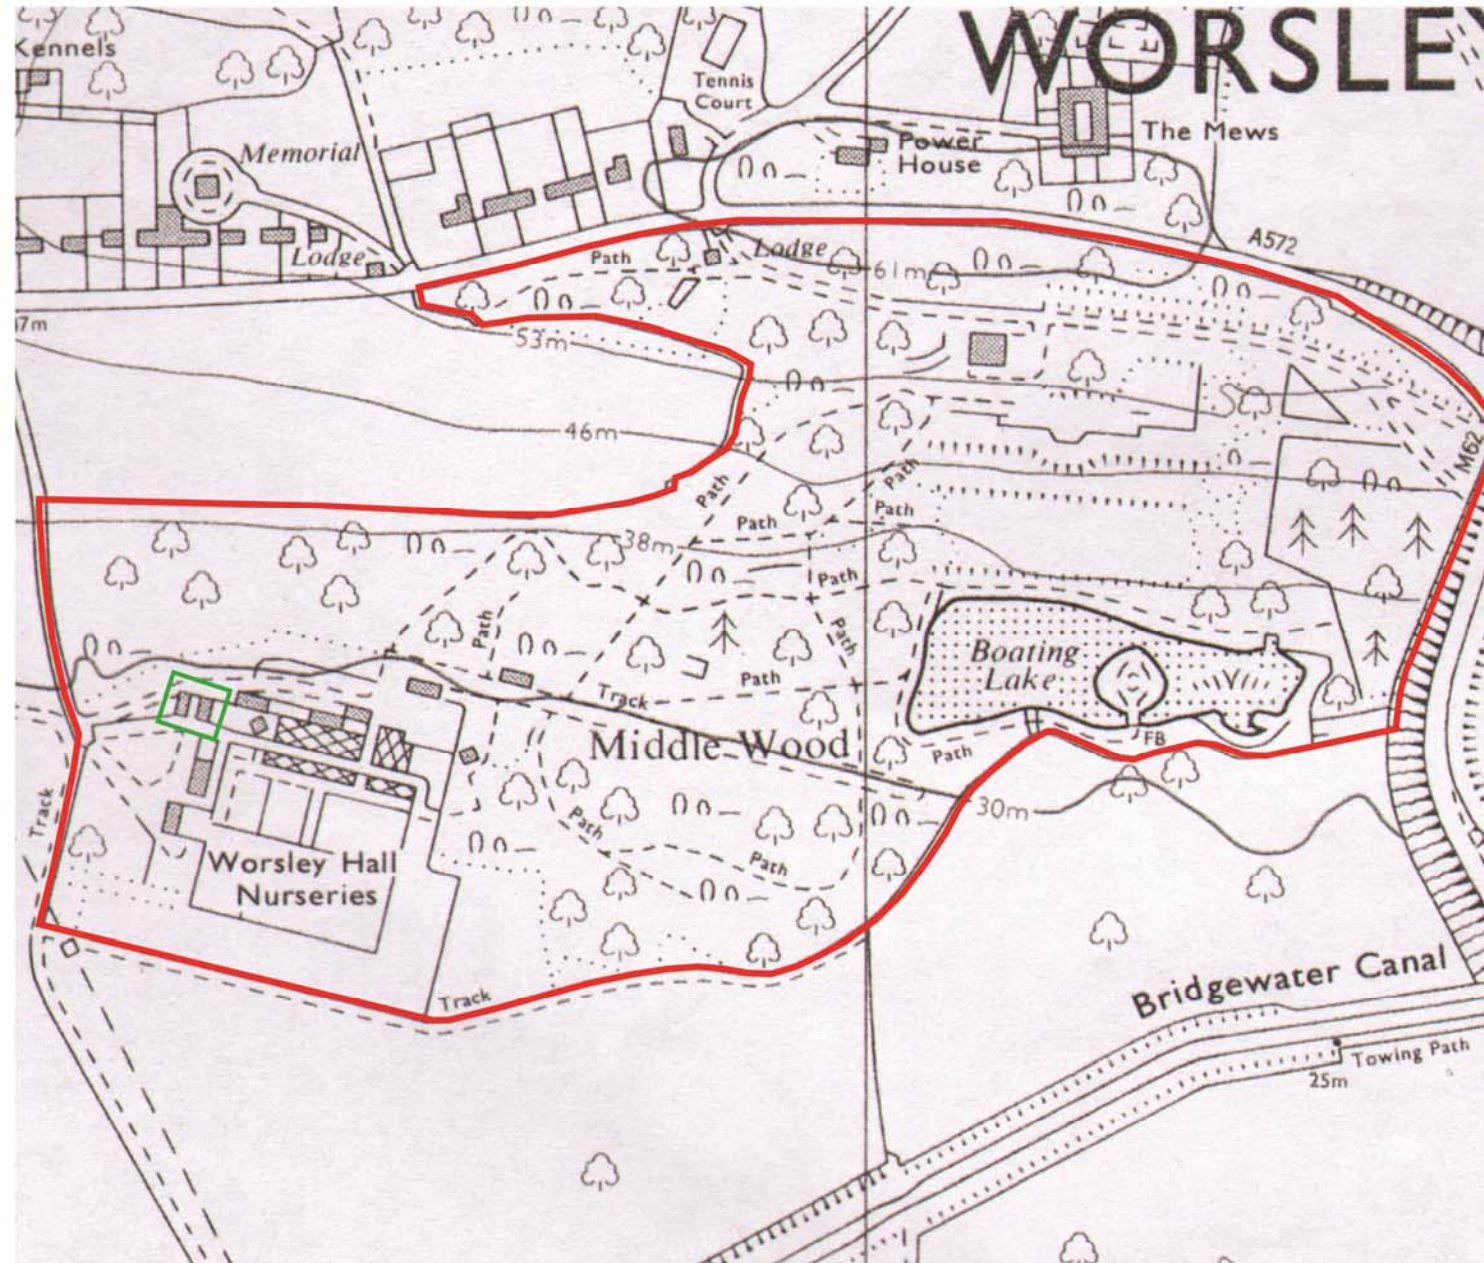 WORSLE
Kennels
Tennis
Court
The Mews
Power
House
Memorial
Lodge
Path
Lodge
A572
61m
7m
53m
46m
M62
Path
Path
Path
Path
38m
Path
Path
Path
Boating
Lake
Track
Path
Middle Wood
Path
FB
Track
30m
Path
Worsley Hall
Nurseries
Path
Track
Bridgewater Canal
Towing Path
25m